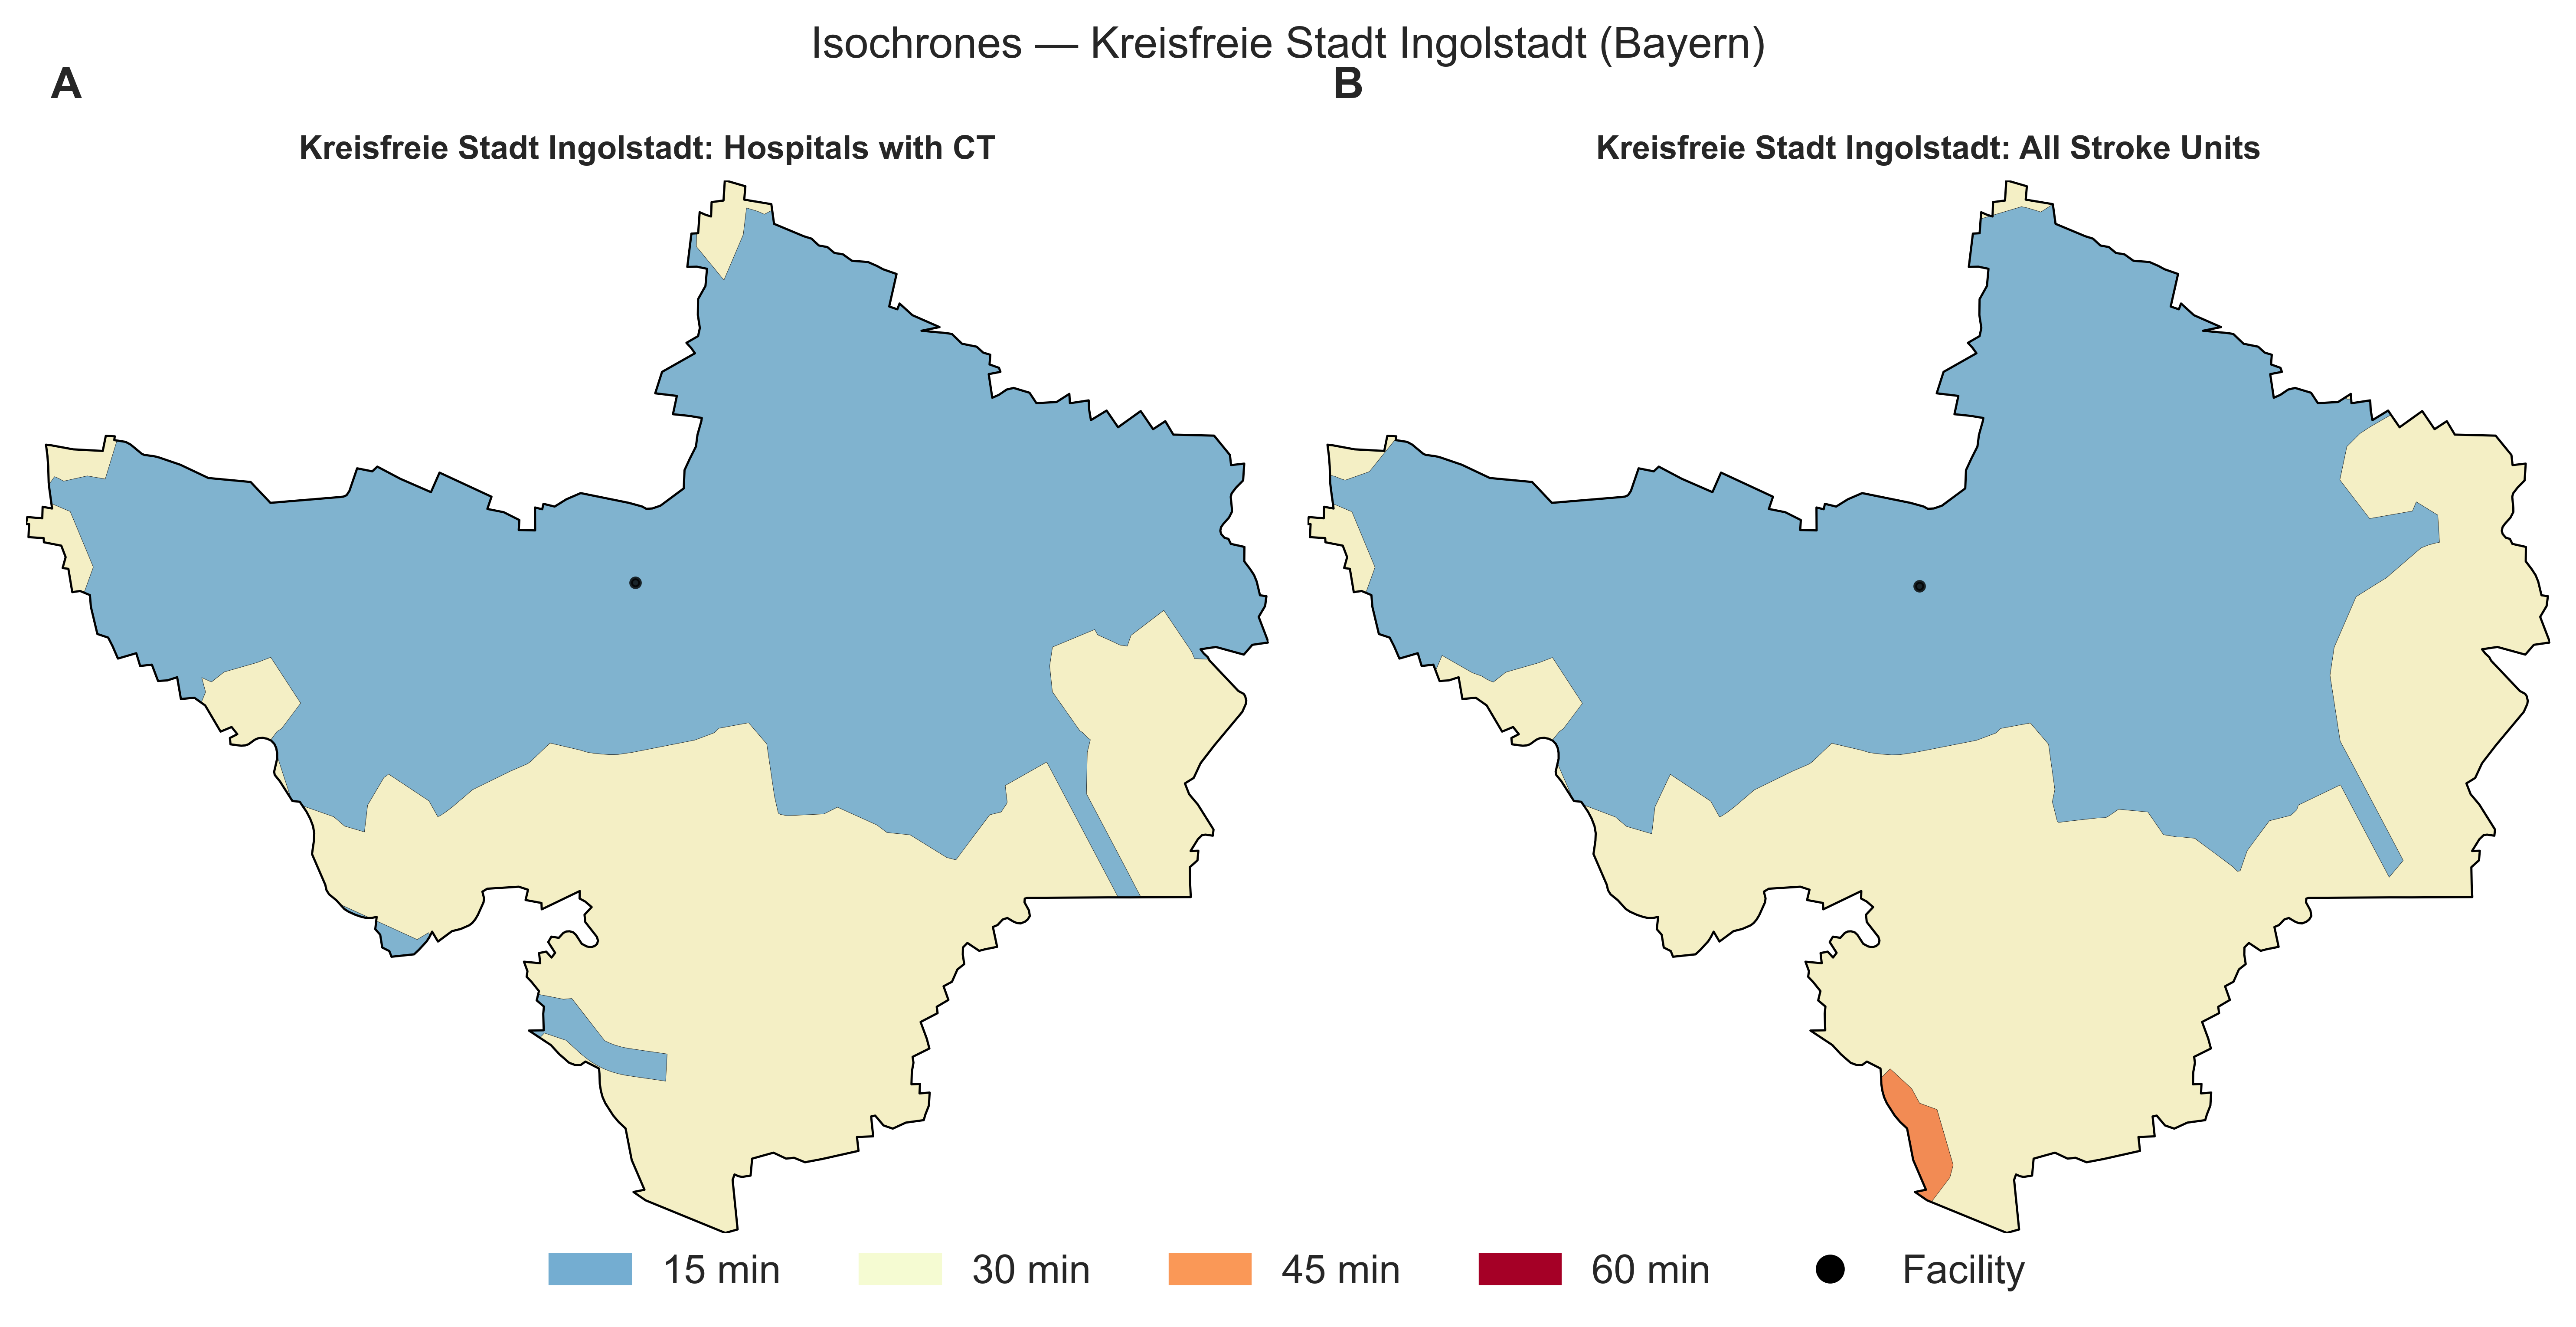 Isochrones — Kreisfreie Stadt Ingolstadt (Bayern)
A
B
Kreisfreie Stadt Ingolstadt: Hospitals with CT
Kreisfreie Stadt Ingolstadt: All Stroke Units
15 min
30 min
45 min
60 min
Facility